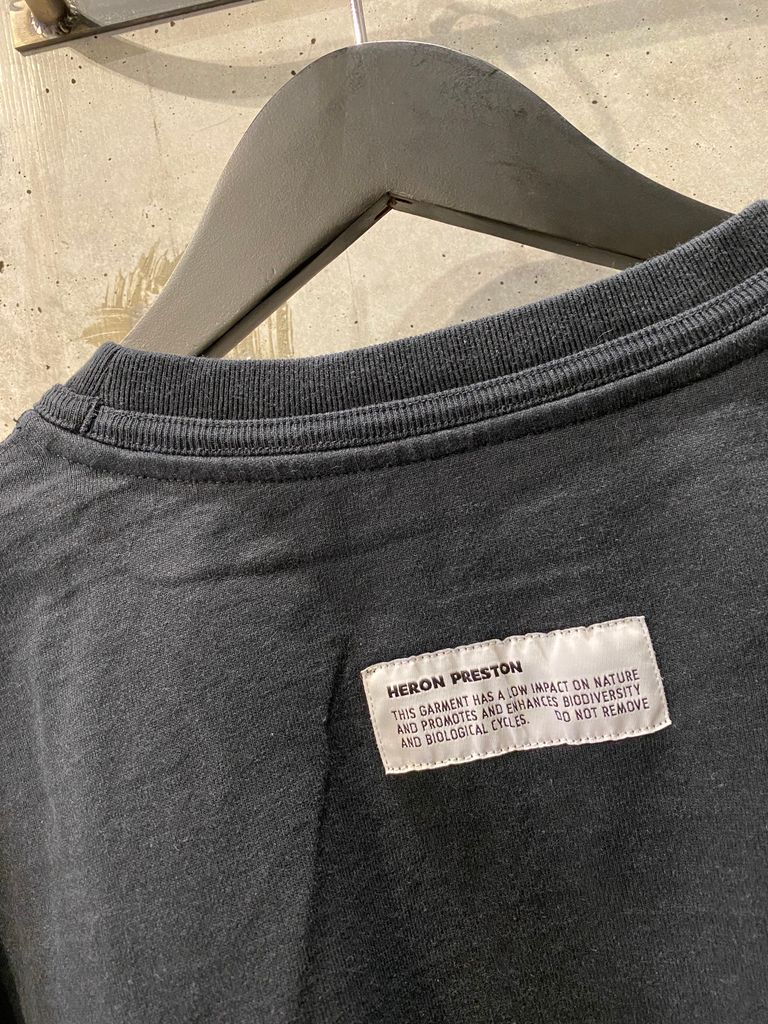 HERON PRESTON
THIS GARMENT HAS A LOW IMPACT ON NATURE
AND PROMOTES AND ENHANCES BIODIVERSITY
AND BIOLOGICAL CYCLES. DO NOT REMOVE